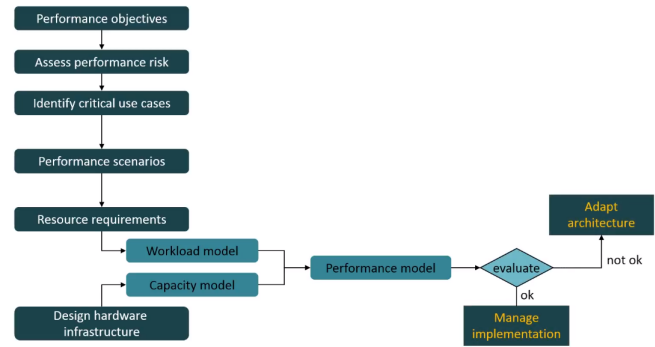 Performance objectives
Assess performance risk
Identify critical use cases
Performance scenarios
Resource requirements
Workload model
Capacity model
Design hardware
infrastructure
Performance model
evaluate
Adapt
architecture
not ok
ok
Manage
implementation